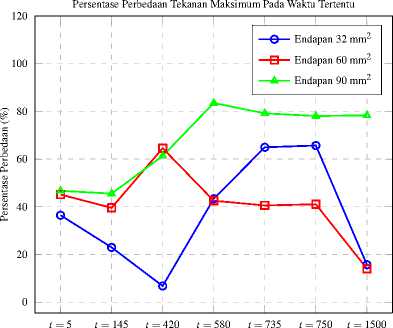 Persentase Perbedaan Tekanan Maksimum Pada Waktu Tertentu
120
100
80
60
40
20
0
Persentase Perbedaan (%)
Endapan 32 mm²
Endapan 60 mm²
Endapan 90 mm²
t = 5
t = 145
t = 420
t = 580
t = 735
t = 750
t = 1500